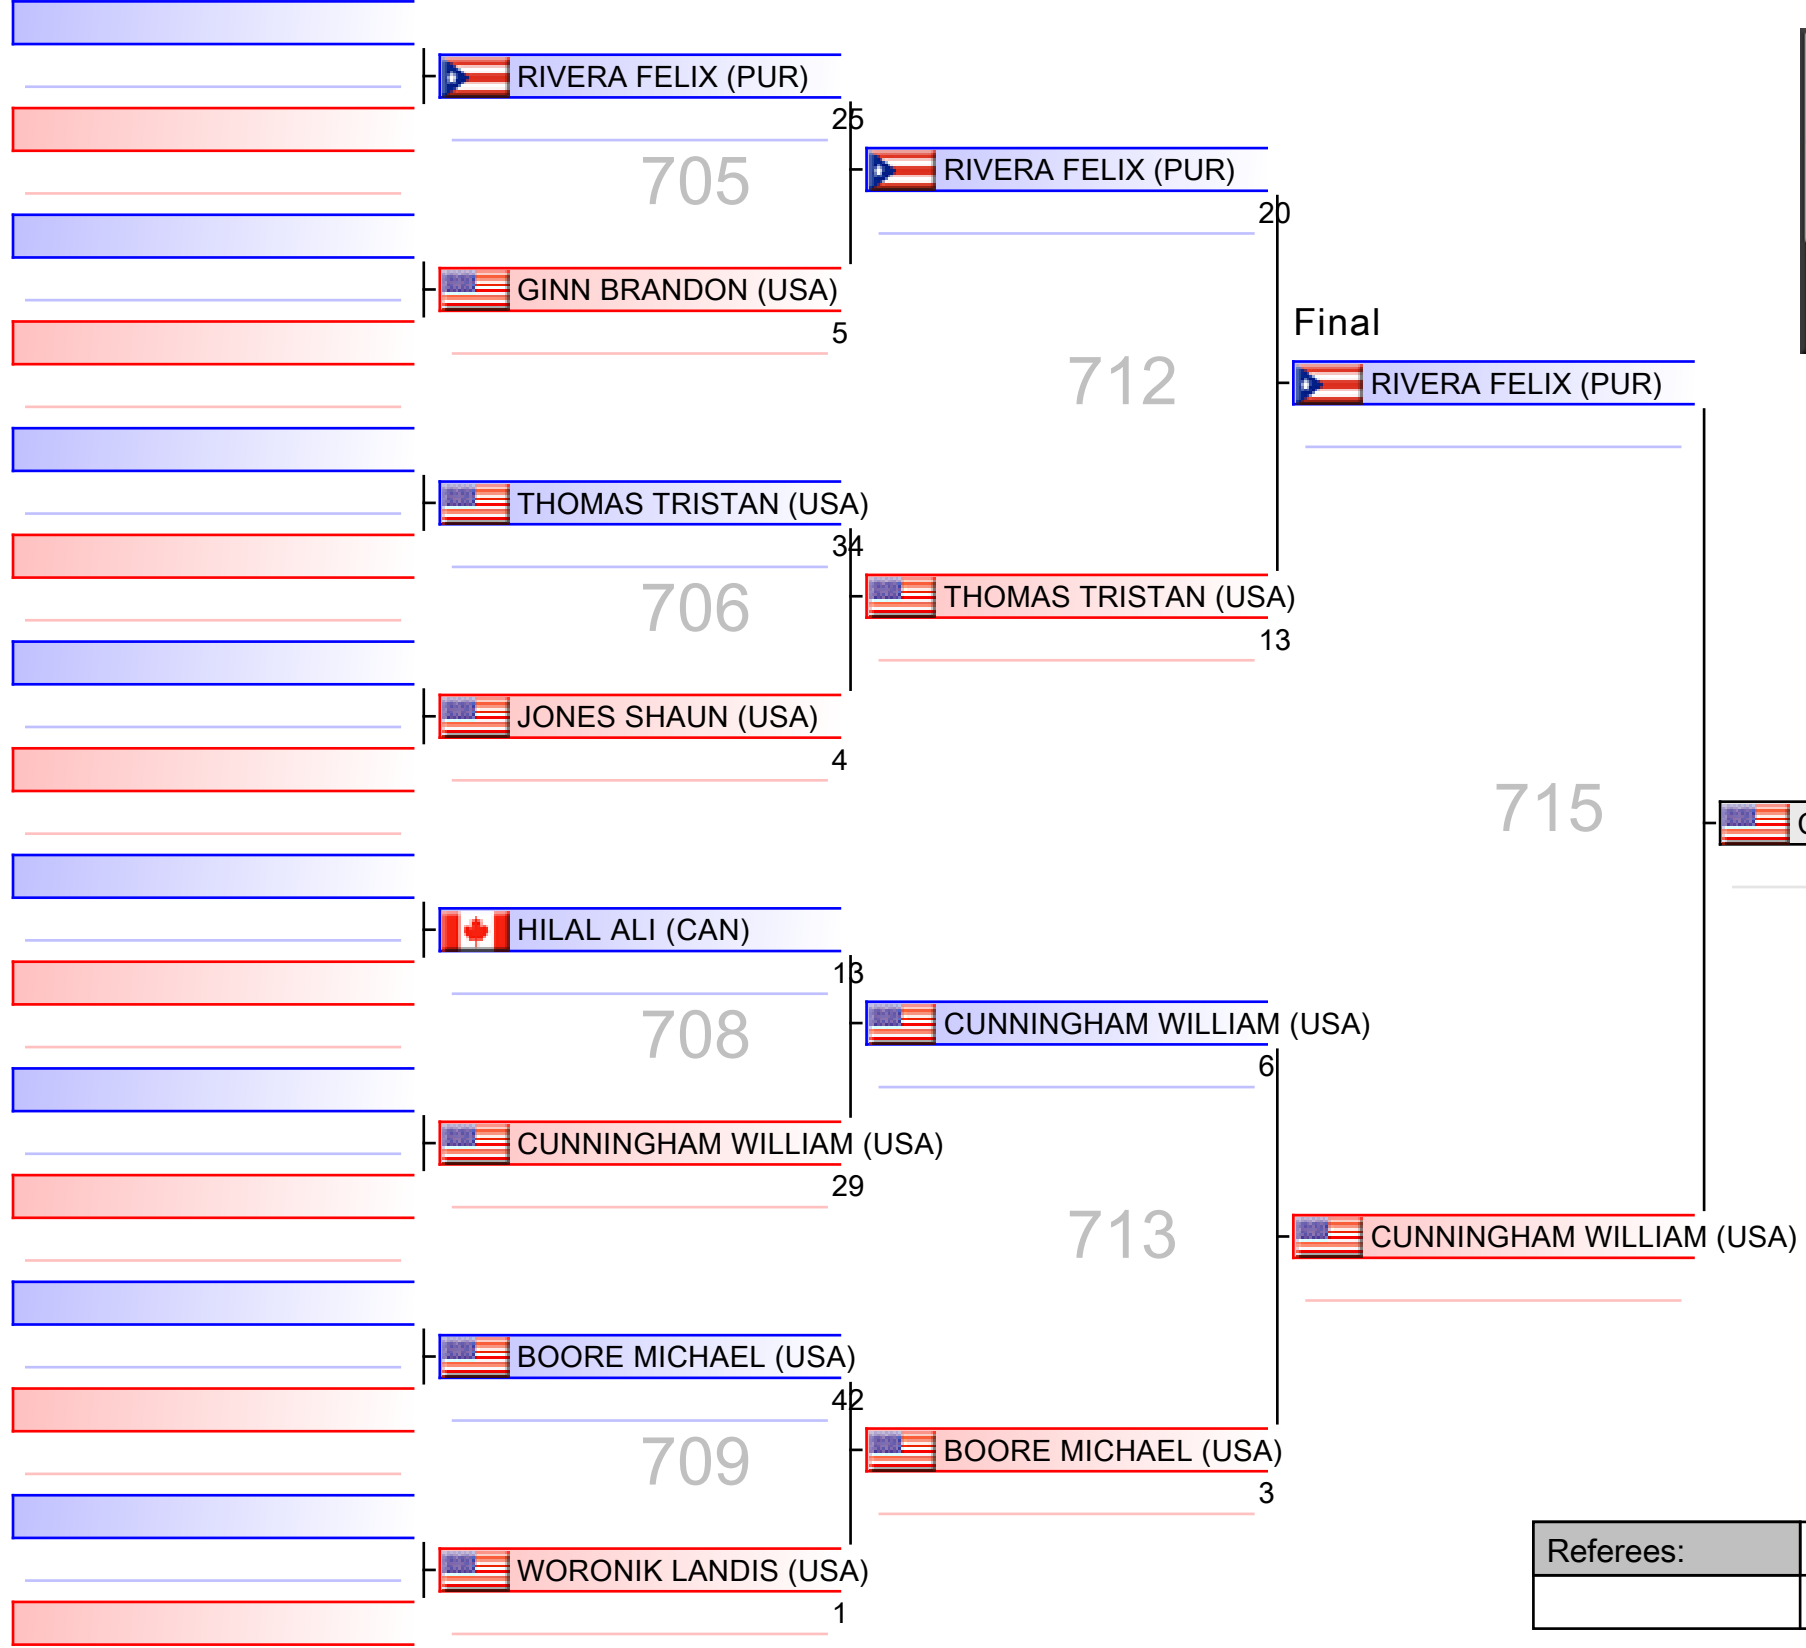 RIVERA FELIX (PUR)
25
705
GINN BRANDON (USA)
5
THOMAS TRISTAN (USA)
34
706
JONES SHAUN (USA)
4
HILAL ALI (CAN)
13
708
CUNNINGHAM WILLIAM (USA)
29
BOORE MICHAEL (USA)
42
709
WORONIK LANDIS (USA)
1
RIVERA FELIX (PUR)
20
712
THOMAS TRISTAN (USA)
13
CUNNINGHAM WILLIAM (USA)
6
713
BOORE MICHAEL (USA)
3
Final
RIVERA FELIX (PUR)
715
CUNNINGHAM WILLIAM (USA)
Referees: